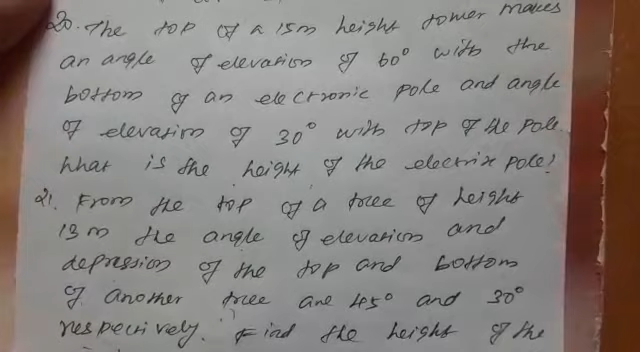 20. The top of a 15m height tower makes
an angle of elevation of 60° with the
bottom of an electronic pole and angle
of elevation of 30° with top of the pole.
What is the height of the electric pole?
21. From the top of a tree of height
13 m the angle of elevation and
depression of the top and bottom
of another tree are 45° and 30°
respectively. Find the height of the